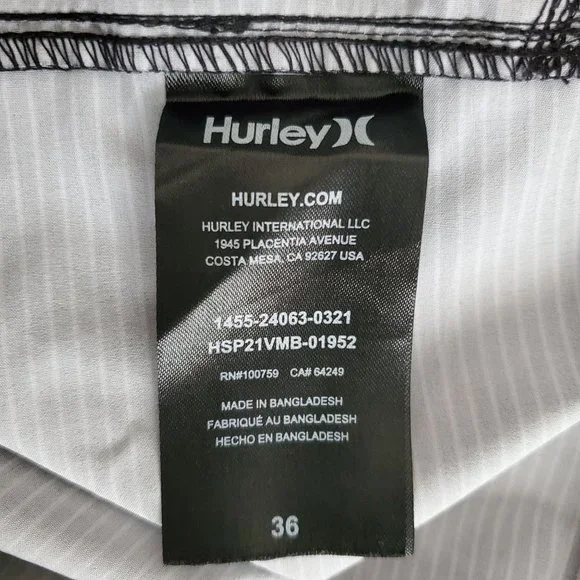 Hurley
HURLEY.COM
HURLEY INTERNATIONAL LLC
1945 PLACENTIA AVENUE
COSTA MESA, CA 92627 USA
1455-24063-0321
HSP21VMB-01952
RN#100759 CA# 64249
MADE IN BANGLADESH
FABRIQUÉ AU BANGLADESH
HECHO EN BANGLADESH
36